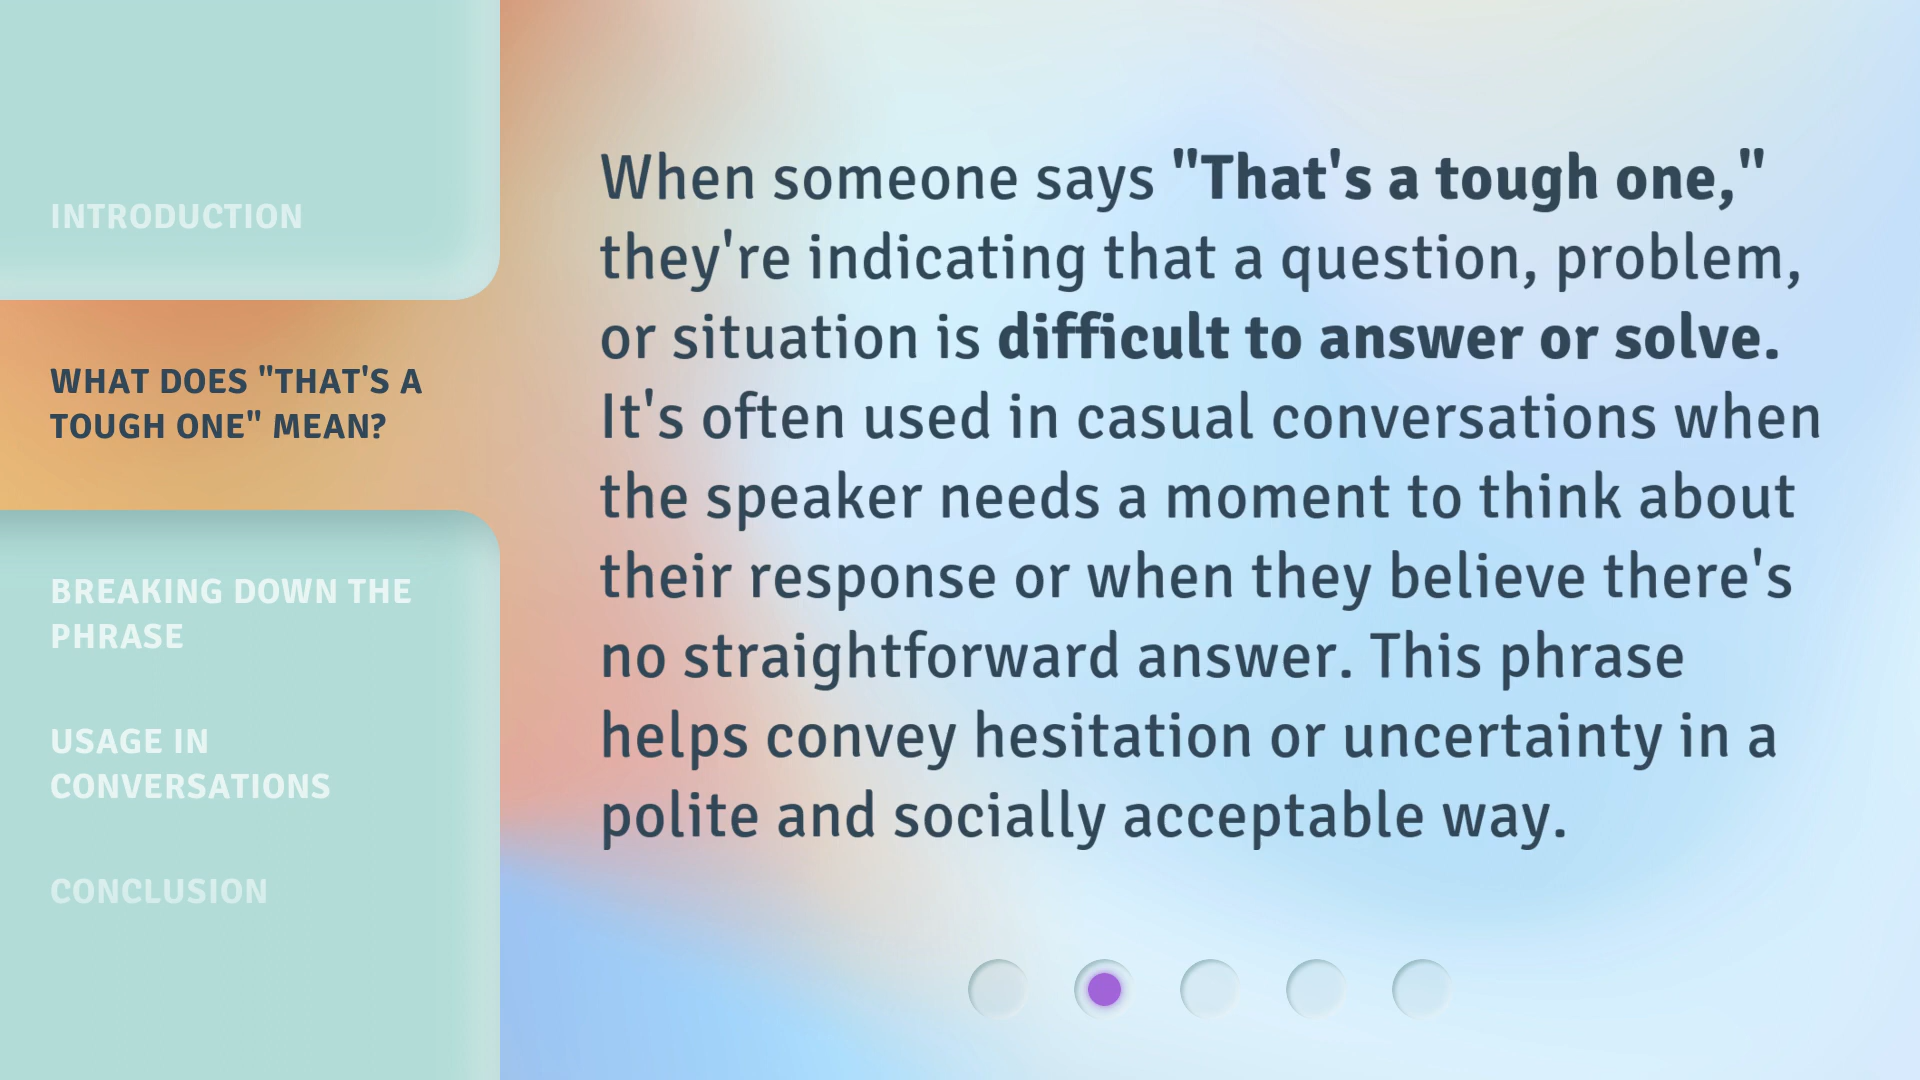 INTRODUCTION
WHAT DOES "THAT'S A
TOUGH ONE" MEAN?
BREAKING DOWN THE
PHRASE
USAGE IN
CONVERSATIONS
CONCLUSION
When someone says "That's a tough one,"
they're indicating that a question, problem,
or situation is difficult to answer or solve.
It's often used in casual conversations when
the speaker needs a moment to think about
their response or when they believe there's
no straightforward answer. This phrase
helps convey hesitation or uncertainty in a
polite and socially acceptable way.